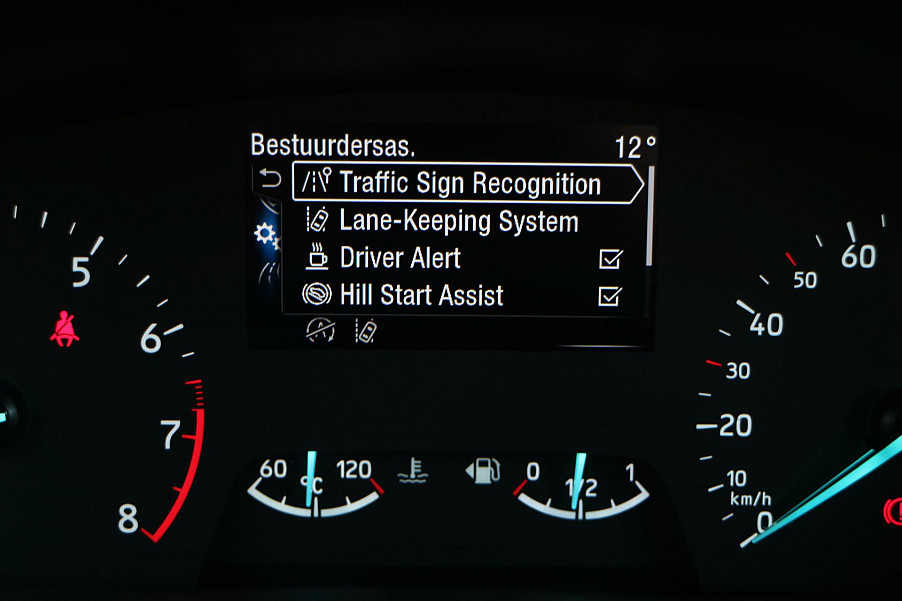 Bestuurdersas. 12°
Traffic Sign Recognition
Lane-Keeping System
Driver Alert
Hill Start Assist
5
6
7
8
60 120
°C
0 1/2 1
60
50
40
30
20
10
km/h
0